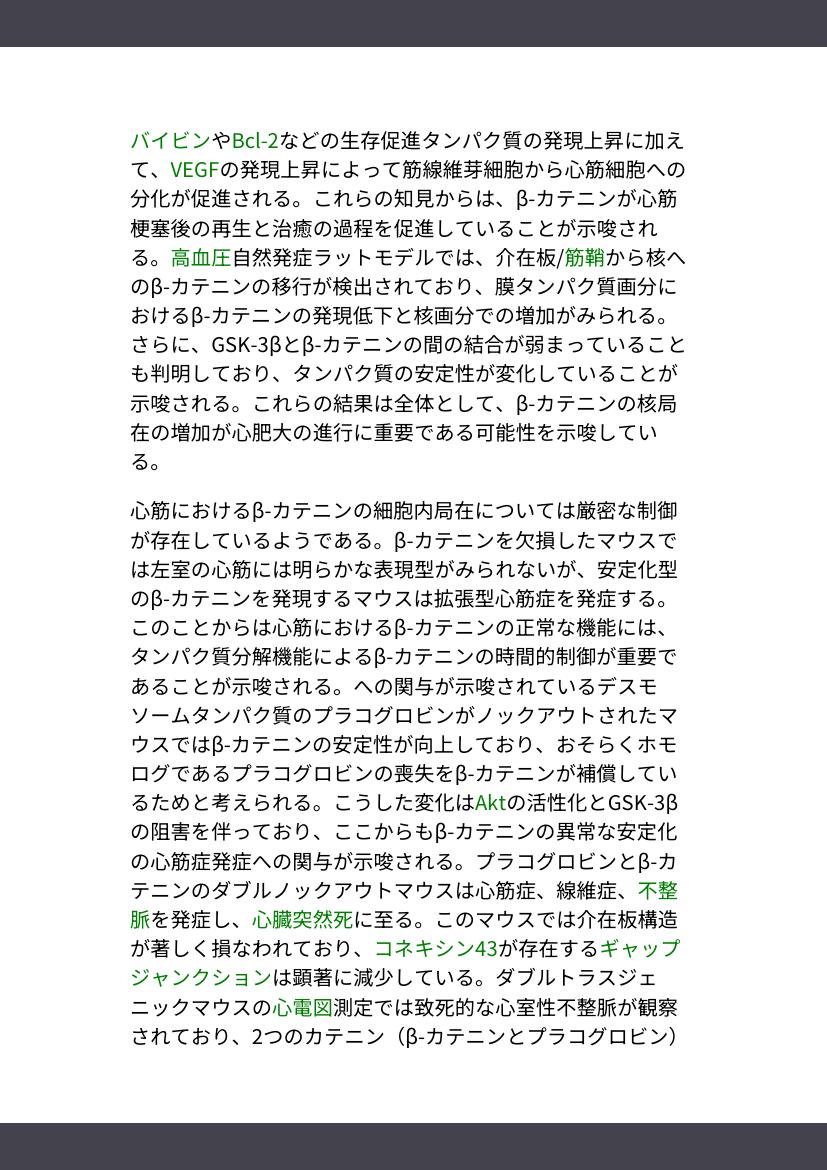 バイビンやBcl-2などの生存促進タンパク質の発現上昇に加え
て、VEGFの発現上昇によって筋線維芽細胞から心筋細胞への
分化が促進される。これらの知見からは、β-カテニンが心筋
梗塞後の再生と治癒の過程を促進していることが示唆され
る。高血圧自然発症ラットモデルでは、介在板/筋鞘から核へ
のβ-カテニンの移行が検出されており、膜タンパク質画分に
おけるβ-カテニンの発現低下と核画分での増加がみられる。
さらに、GSK-3βとβ-カテニンの間の結合が弱まっていること
も判明しており、タンパク質の安定性が変化していることが
示唆される。これらの結果は全体として、β-カテニンの核局
在の増加が心肥大の進行に重要である可能性を示唆してい
る。
心筋におけるβ-カテニンの細胞内局在については厳密な制御
が存在しているようである。β-カテニンを欠損したマウスで
は左室の心筋には明らかな表現型がみられないが、安定化型
のβ-カテニンを発現するマウスは拡張型心筋症を発症する。
このことからは心筋におけるβ-カテニンの正常な機能には、
タンパク質分解機能によるβ-カテニンの時間的制御が重要で
あることが示唆される。への関与が示唆されているデスモ
ソームタンパク質のプラコグロビンがノックアウトされたマ
ウスではβ-カテニンの安定性が向上しており、おそらくホモ
ログであるプラコグロビンの喪失をβ-カテニンが補償してい
るためと考えられる。こうした変化はAktの活性化とGSK-3β
の阻害を伴っており、ここからもβ-カテニンの異常な安定化
の心筋症発症への関与が示唆される。プラコグロビンとβ-カ
テニンのダブルノックアウトマウスは心筋症、線維症、不整
脈を発症し、心臓突然死に至る。このマウスでは介在板構造
が著しく損なわれており、コネキシン43が存在するギャップ
ジャンクションは顕著に減少している。ダブルトラスジェ
ニックマウスの心電図測定では致死的な心室性不整脈が観察
されており、2つのカテニン（β-カテニンとプラコグロビン）